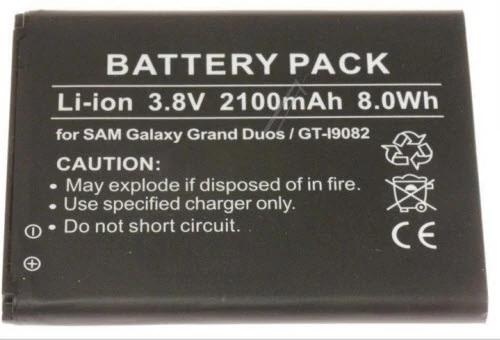 BATTERY PACK
Li-ion 3.8V 2100mAh 8.0Wh
for SAM Galaxy Grand Duos / GT-I9082
CAUTION:
• May explode if disposed of in fire.
• Use specified charger only.
• Do not short circuit.
CE